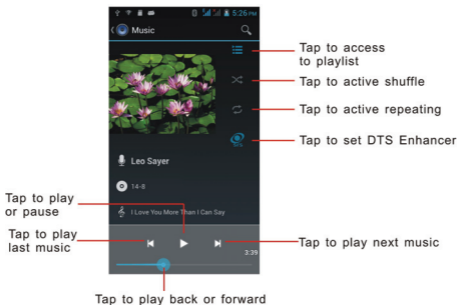 5:26 PM
Music
Tap to access
to playlist
Tap to active shuffle
Tap to active repeating
Tap to set DTS Enhancer
DTS
Leo Sayer
14-8
I Love You More Than I Can Say
Tap to play
or pause
Tap to play
last music
Tap to play next music
3:39
Tap to play back or forward